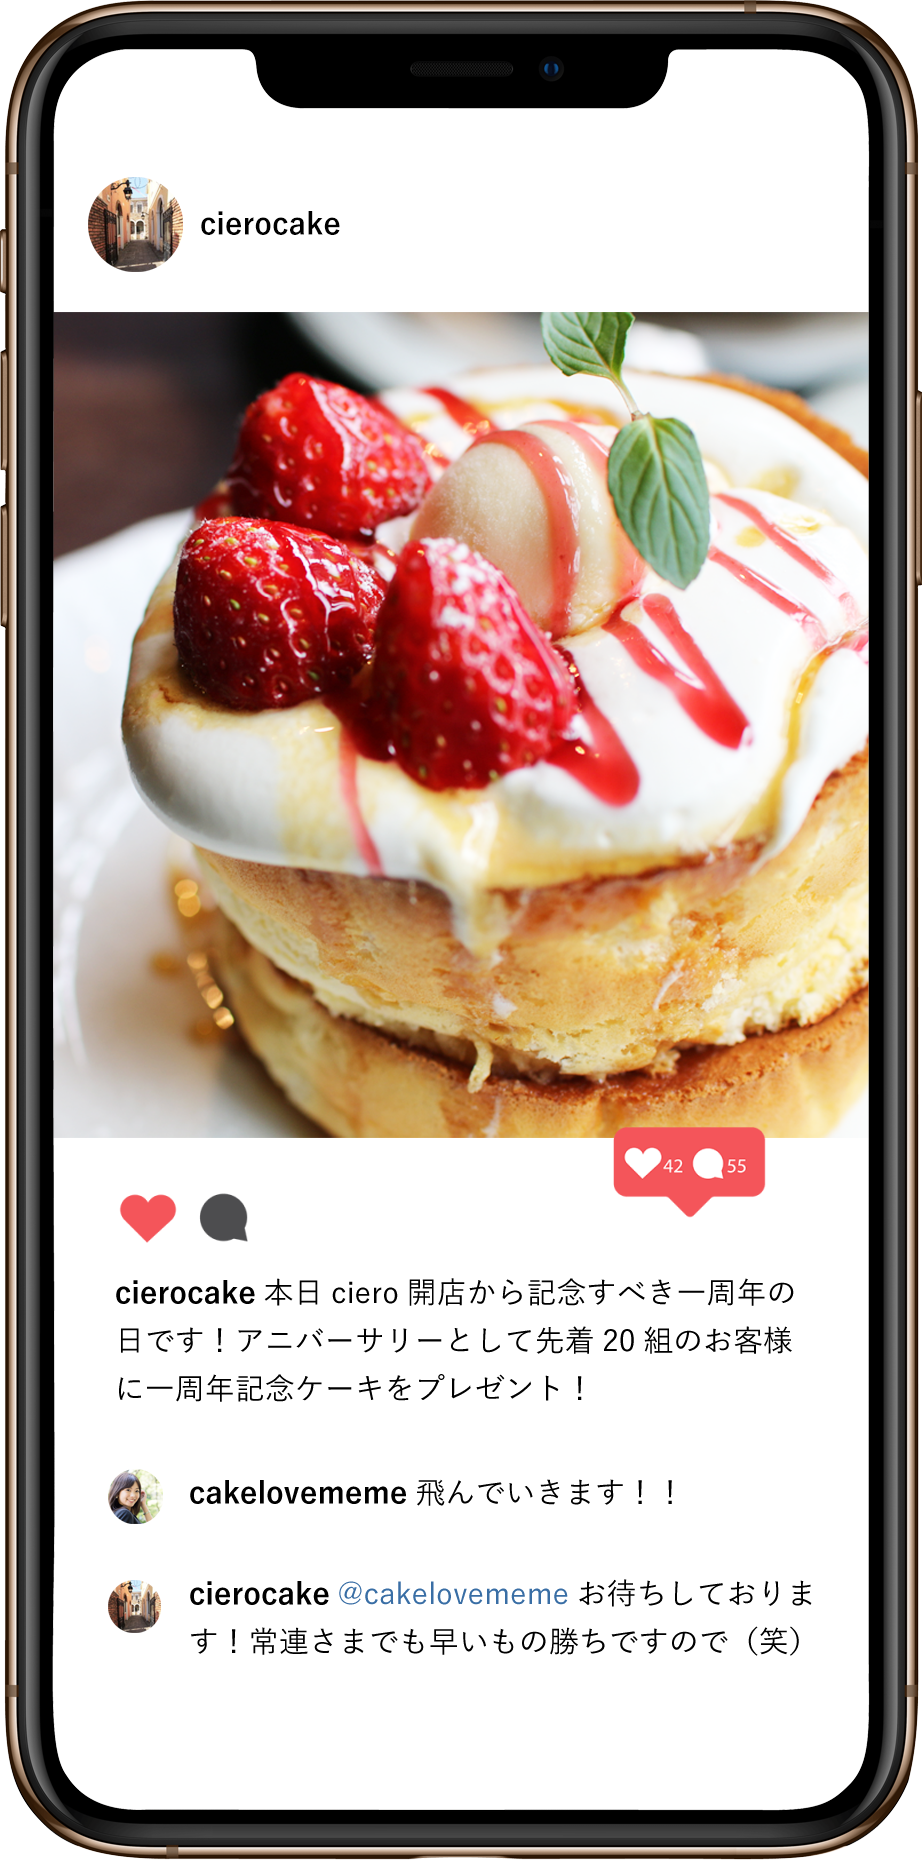 cierocake
42 55
cierocake 本日 ciero 開店から記念すべき一周年の
日です！アニバーサリーとして先着 20 組のお客様
に一周年記念ケーキをプレゼント！
cakelovememe 飛んでいきます！！
cierocake @cakelovememe お待ちしておりま
す！常連さまでも早いもの勝ちですので（笑）